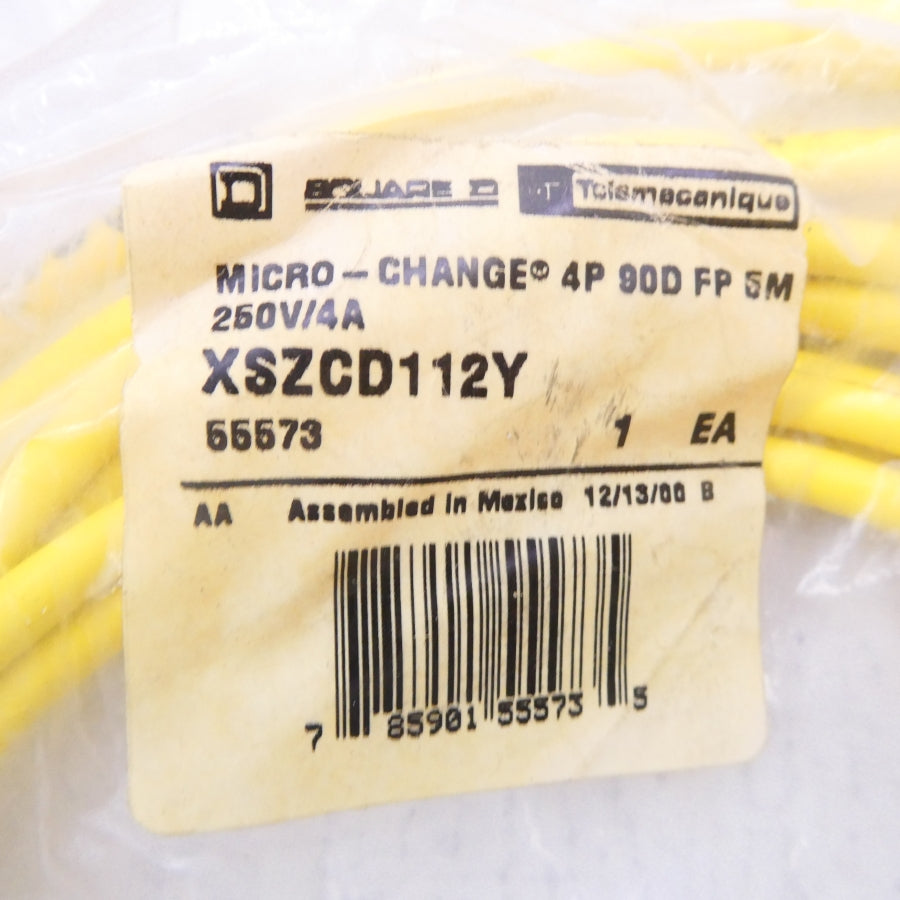 D SQUARE D T Telemecanique
MICRO-CHANGE® 4P 90D FP 5M
250V/4A
XSZCD112Y
55573 1 EA
AA Assembled in Mexico 12/13/00 B
7 85901 55573 5